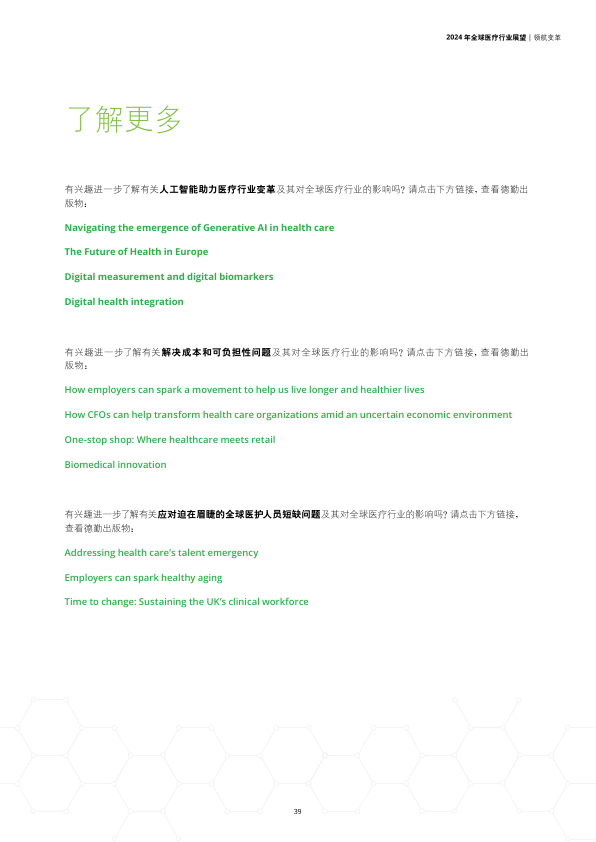 2024 年全球医疗行业展望 | 领航变革
了解更多
有兴趣进一步了解有关人工智能助力医疗行业变革及其对全球医疗行业的影响吗？请点击下方链接，查看德勤出
版物：
Navigating the emergence of Generative AI in health care
The Future of Health in Europe
Digital measurement and digital biomarkers
Digital health integration
有兴趣进一步了解有关解决成本和可负担性问题及其对全球医疗行业的影响吗？请点击下方链接，查看德勤出
版物：
How employers can spark a movement to help us live longer and healthier lives
How CFOs can help transform health care organizations amid an uncertain economic environment
One-stop shop: Where healthcare meets retail
Biomedical innovation
有兴趣进一步了解有关应对迫在眉睫的全球医护人员短缺问题及其对全球医疗行业的影响吗？请点击下方链接，
查看德勤出版物：
Addressing health care’s talent emergency
Employers can spark healthy aging
Time to change: Sustaining the UK’s clinical workforce
39